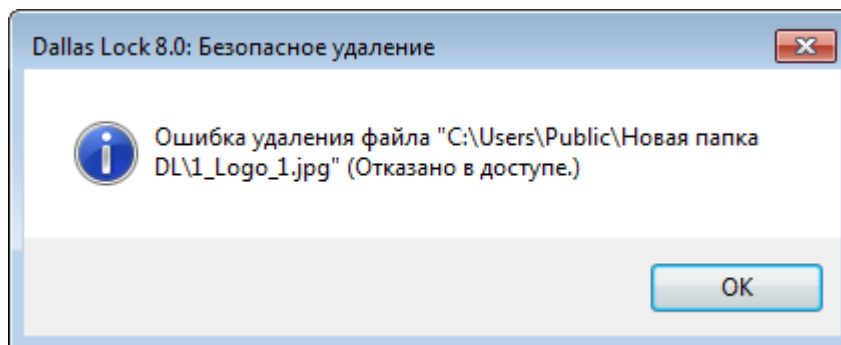 Dallas Lock 8.0: Безопасное удаление
Ошибка удаления файла "C:\Users\Public\Новая папка
DL\1_Logo_1.jpg" (Отказано в доступе.)
OK